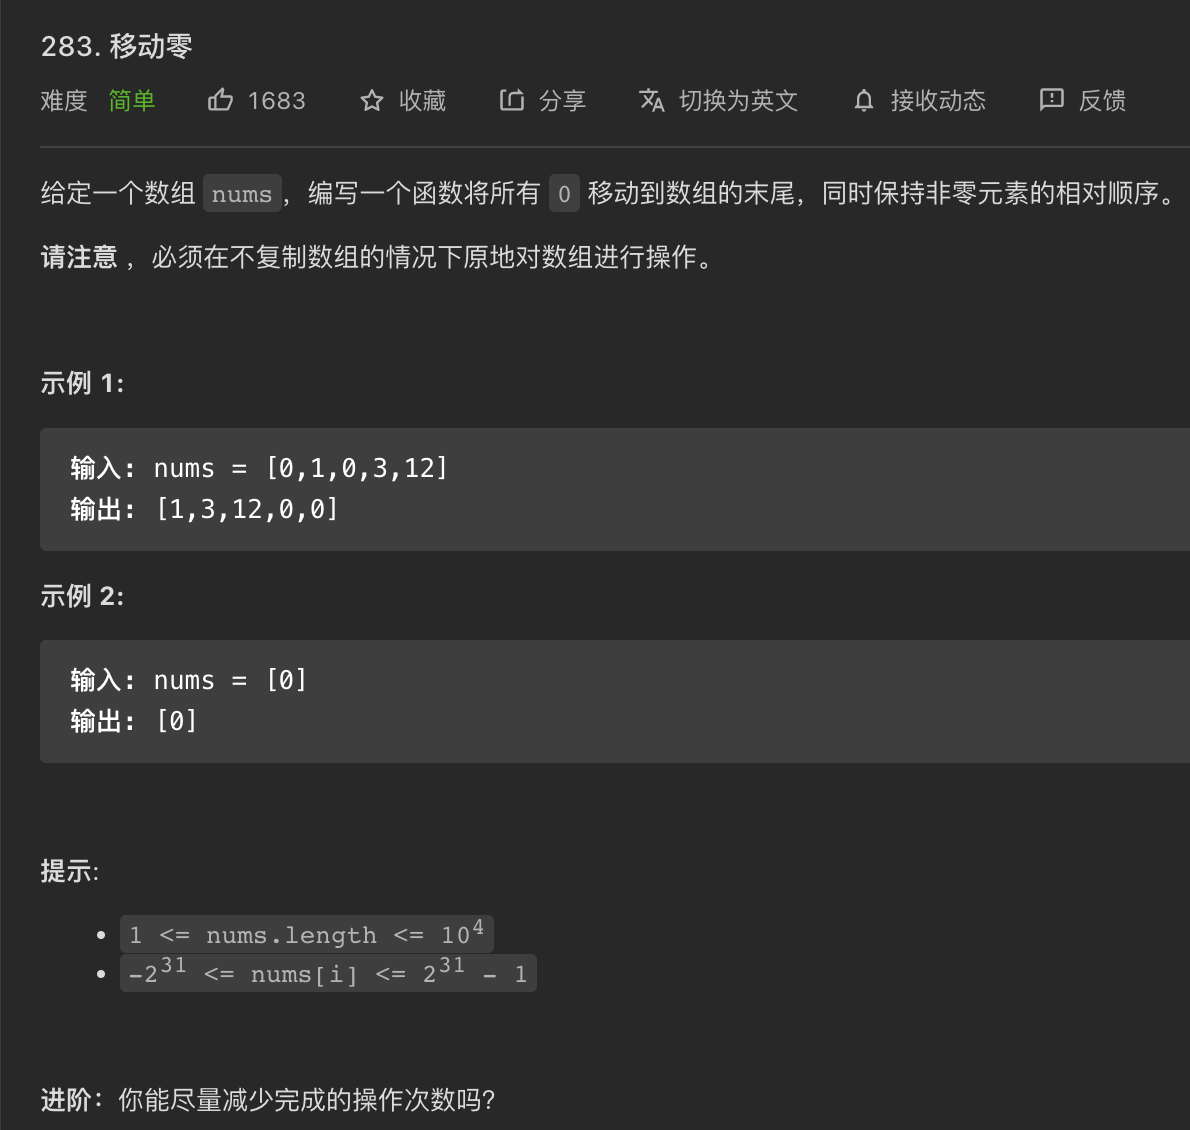 283. 移动零
难度 简单 1683 收藏 分享 切换为英文 接收动态 反馈
给定一个数组 nums，编写一个函数将所有 0 移动到数组的末尾，同时保持非零元素的相对顺序。
请注意 ，必须在不复制数组的情况下原地对数组进行操作。
示例 1:
输入: nums = [0,1,0,3,12]
输出: [1,3,12,0,0]
示例 2:
输入: nums = [0]
输出: [0]
提示:
• 1 <= nums.length <= 10⁴
• -2³¹ <= nums[i] <= 2³¹ - 1
进阶：你能尽量减少完成的操作次数吗?